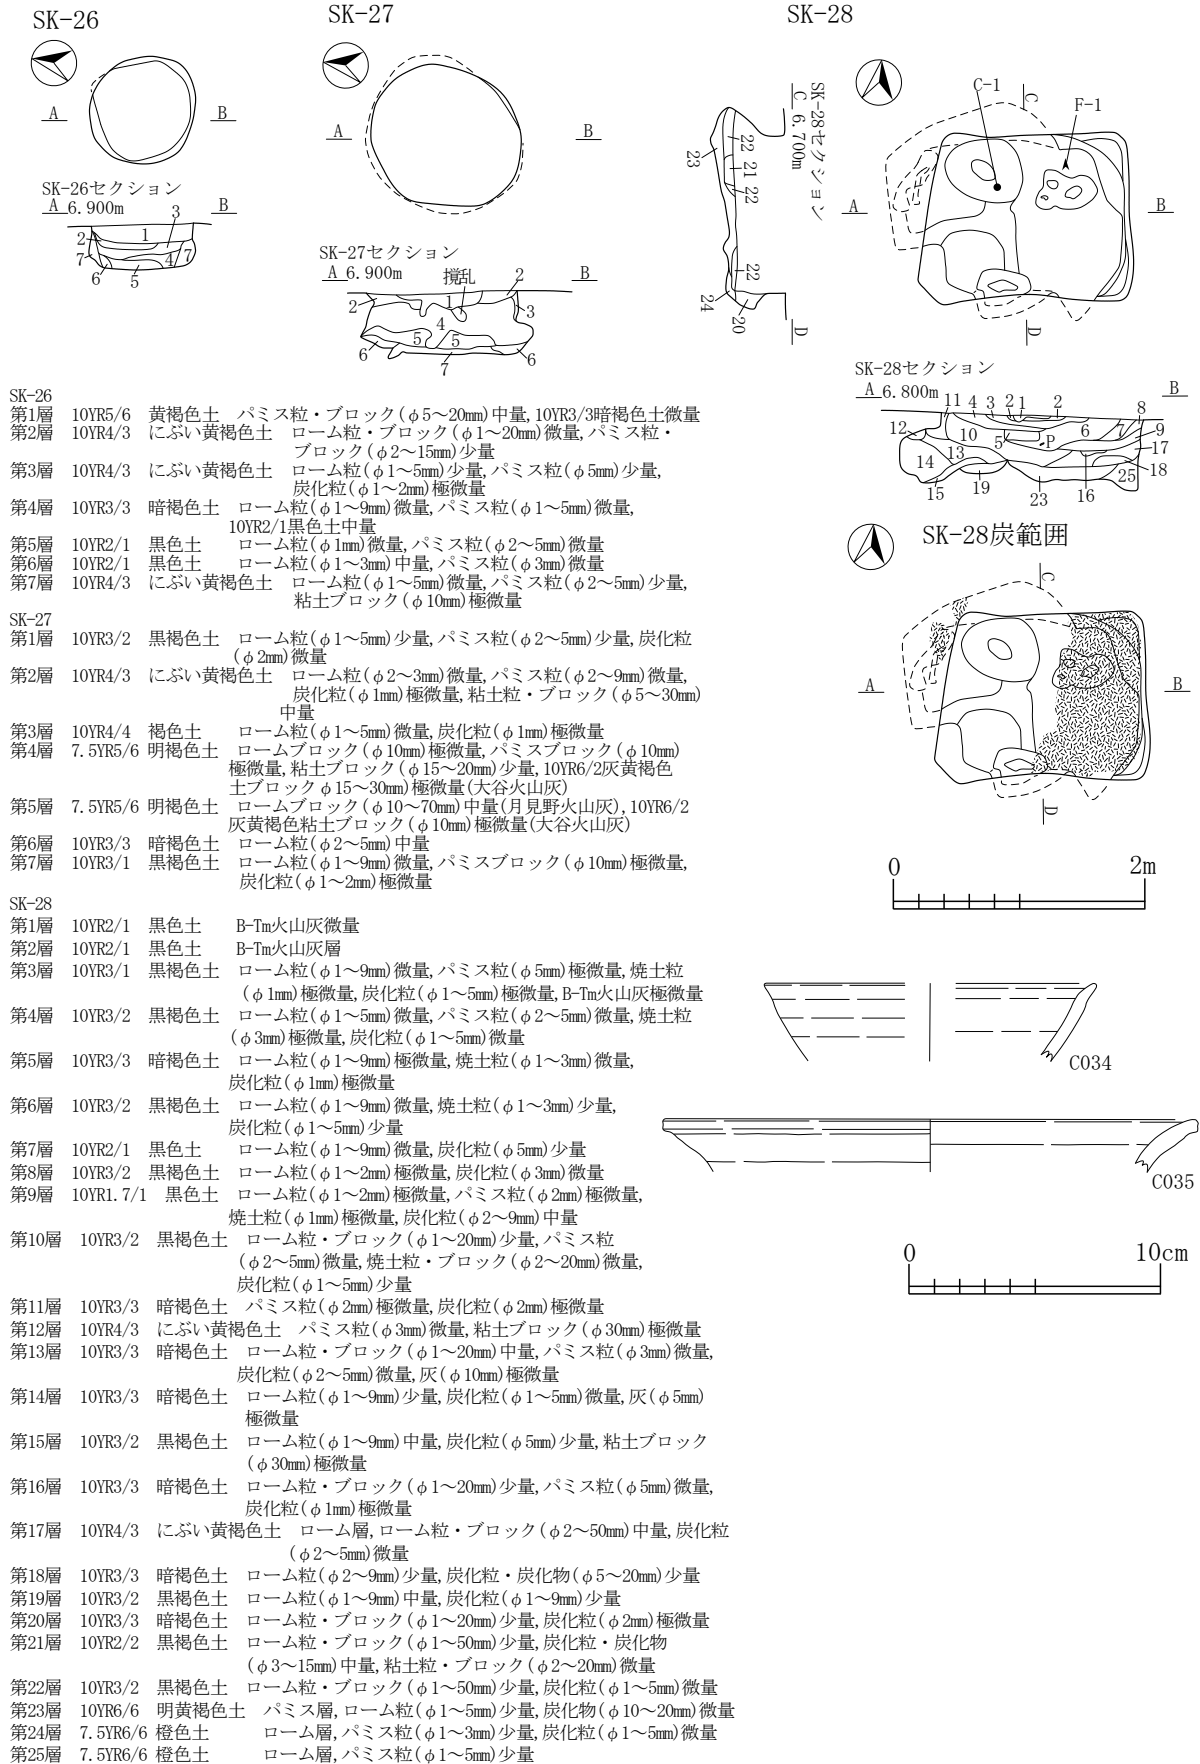 SK-26
SK-27
SK-28
A
B
A
B
SK-28セクション
C 6.700m
22
23
21
22
22
24
20
D
C-1
C
F-1
A
B
D
SK-26セクション
A 6.900m
B
3
1
2
7
6
5
4
7
SK-27セクション
A 6.900m
撹乱
2
B
1
2
3
4
5
5
6
6
7
SK-28セクション
A 6.800m
B
11
4
3
2
1
2
8
12
10
5
P
6
7
9
17
14
13
18
25
15
19
23
16
SK-28炭範囲
C
A
B
D
0
2m
C034
C035
0
10cm
SK-26
第1層 10YR5/6 黄褐色土 パミス粒・ブロック(φ5～20mm)中量,10YR3/3暗褐色土微量
第2層 10YR4/3 にぶい黄褐色土 ローム粒・ブロック(φ1～20mm)微量,パミス粒・
ブロック(φ2～15mm)少量
第3層 10YR4/3 にぶい黄褐色土 ローム粒(φ1～5mm)少量,パミス粒(φ5mm)少量,
炭化粒(φ1～2mm)極微量
第4層 10YR3/3 暗褐色土 ローム粒(φ1～9mm)微量,パミス粒(φ1～5mm)微量,
10YR2/1黒色土中量
第5層 10YR2/1 黒色土 ローム粒(φ1mm)微量,パミス粒(φ2～5mm)微量
第6層 10YR2/1 黒色土 ローム粒(φ1～3mm)中量,パミス粒(φ3mm)微量
第7層 10YR4/3 にぶい黄褐色土 ローム粒(φ1～5mm)微量,パミス粒(φ2～5mm)少量,
粘土ブロック(φ10mm)極微量
SK-27
第1層 10YR3/2 黒褐色土 ローム粒(φ1～5mm)少量,パミス粒(φ2～5mm)少量,炭化粒
(φ2mm)微量
第2層 10YR4/3 にぶい黄褐色土 ローム粒(φ2～3mm)微量,パミス粒(φ2～9mm)微量,
炭化粒(φ1mm)極微量,粘土粒・ブロック(φ5～30mm)
中量
第3層 10YR4/4 褐色土 ローム粒(φ1～5mm)微量,炭化粒(φ1mm)極微量
第4層 7.5YR5/6 明褐色土 ロームブロック(φ10mm)極微量,パミスブロック(φ10mm)
極微量,粘土ブロック(φ15～20mm)少量,10YR6/2灰黄褐色
土ブロックφ15～30mm)極微量(大谷火山灰)
第5層 7.5YR5/6 明褐色土 ロームブロック(φ10～70mm)中量(月見野火山灰),10YR6/2
灰黄褐色粘土ブロック(φ10mm)極微量(大谷火山灰)
第6層 10YR3/3 暗褐色土 ローム粒(φ2～5mm)中量
第7層 10YR3/1 黒褐色土 ローム粒(φ1～9mm)微量,パミスブロック(φ10mm)極微量,
炭化粒(φ1～2mm)極微量
SK-28
第1層 10YR2/1 黒色土 B-Tm火山灰微量
第2層 10YR2/1 黒色土 B-Tm火山灰層
第3層 10YR3/1 黒褐色土 ローム粒(φ1～9mm)微量,パミス粒(φ5mm)極微量,焼土粒
(φ1mm)極微量,炭化粒(φ1～5mm)極微量,B-Tm火山灰極微量
第4層 10YR3/2 黒褐色土 ローム粒(φ1～5mm)微量,パミス粒(φ2～5mm)微量,焼土粒
(φ3mm)極微量,炭化粒(φ1～5mm)微量
第5層 10YR3/3 暗褐色土 ローム粒(φ1～9mm)極微量,焼土粒(φ1～3mm)微量,
炭化粒(φ1mm)極微量
第6層 10YR3/2 黒褐色土 ローム粒(φ1～9mm)微量,焼土粒(φ1～3mm)少量,
炭化粒(φ1～5mm)少量
第7層 10YR2/1 黒色土 ローム粒(φ1～9mm)微量,炭化粒(φ5mm)少量
第8層 10YR3/2 黒褐色土 ローム粒(φ1～2mm)極微量,炭化粒(φ3mm)微量
第9層 10YR1.7/1 黒色土 ローム粒(φ1～2mm)極微量,パミス粒(φ2mm)極微量,
焼土粒(φ1mm)極微量,炭化粒(φ2～9mm)中量
第10層 10YR3/2 黒褐色土 ローム粒・ブロック(φ1～20mm)少量,パミス粒
(φ2～5mm)微量,焼土粒・ブロック(φ2～20mm)微量,
炭化粒(φ1～5mm)少量
第11層 10YR3/3 暗褐色土 パミス粒(φ2mm)極微量,炭化粒(φ2mm)極微量
第12層 10YR4/3 にぶい黄褐色土 パミス粒(φ3mm)微量,粘土ブロック(φ30mm)極微量
第13層 10YR3/3 暗褐色土 ローム粒・ブロック(φ1～20mm)中量,パミス粒(φ3mm)微量,
炭化粒(φ2～5mm)微量,灰(φ10mm)極微量
第14層 10YR3/3 暗褐色土 ローム粒(φ1～9mm)少量,炭化粒(φ1～5mm)微量,灰(φ5mm)
極微量
第15層 10YR3/2 黒褐色土 ローム粒(φ1～9mm)中量,炭化粒(φ5mm)少量,粘土ブロック
(φ30mm)極微量
第16層 10YR3/3 暗褐色土 ローム粒・ブロック(φ1～20mm)少量,パミス粒(φ5mm)微量,
炭化粒(φ1mm)極微量
第17層 10YR4/3 にぶい黄褐色土 ローム層,ローム粒・ブロック(φ2～50mm)中量,炭化粒
(φ2～5mm)微量
第18層 10YR3/3 暗褐色土 ローム粒(φ2～9mm)少量,炭化粒・炭化物(φ5～20mm)少量
第19層 10YR3/2 黒褐色土 ローム粒(φ1～9mm)中量,炭化粒(φ1～9mm)少量
第20層 10YR3/3 暗褐色土 ローム粒・ブロック(φ1～20mm)少量,炭化粒(φ2mm)極微量
第21層 10YR2/2 黒褐色土 ローム粒・ブロック(φ1～50mm)少量,炭化粒・炭化物
(φ3～15mm)中量,粘土粒・ブロック(φ2～20mm)微量
第22層 10YR3/2 黒褐色土 ローム粒・ブロック(φ1～50mm)少量,炭化粒(φ1～5mm)微量
第23層 10YR6/6 明黄褐色土 パミス層,ローム粒(φ1～5mm)少量,炭化物(φ10～20mm)微量
第24層 7.5YR6/6 橙色土 ローム層,パミス粒(φ1～3mm)少量,炭化粒(φ1～5mm)微量
第25層 7.5YR6/6 橙色土 ローム層,パミス粒(φ1～5mm)少量